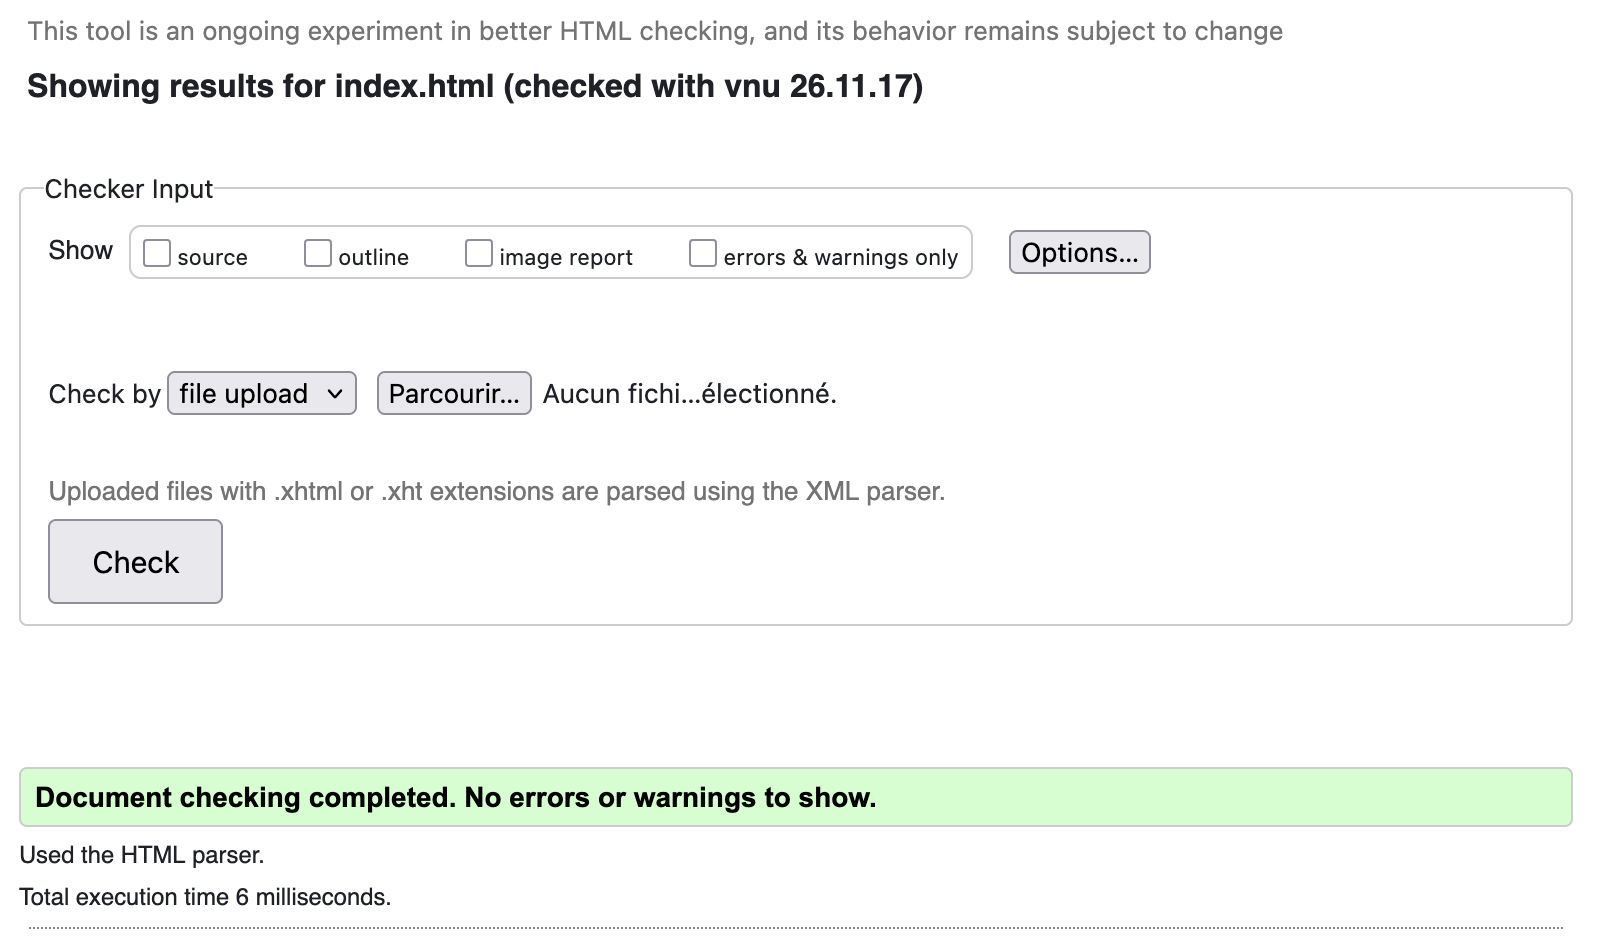 This tool is an ongoing experiment in better HTML checking, and its behavior remains subject to change
Showing results for index.html (checked with vnu 26.11.17)
Checker Input
Show source outline image report errors & warnings only Options...
Check by file upload Parcourir... Aucun fichi...électionné.
Uploaded files with .xhtml or .xht extensions are parsed using the XML parser.
Check
Document checking completed. No errors or warnings to show.
Used the HTML parser.
Total execution time 6 milliseconds.